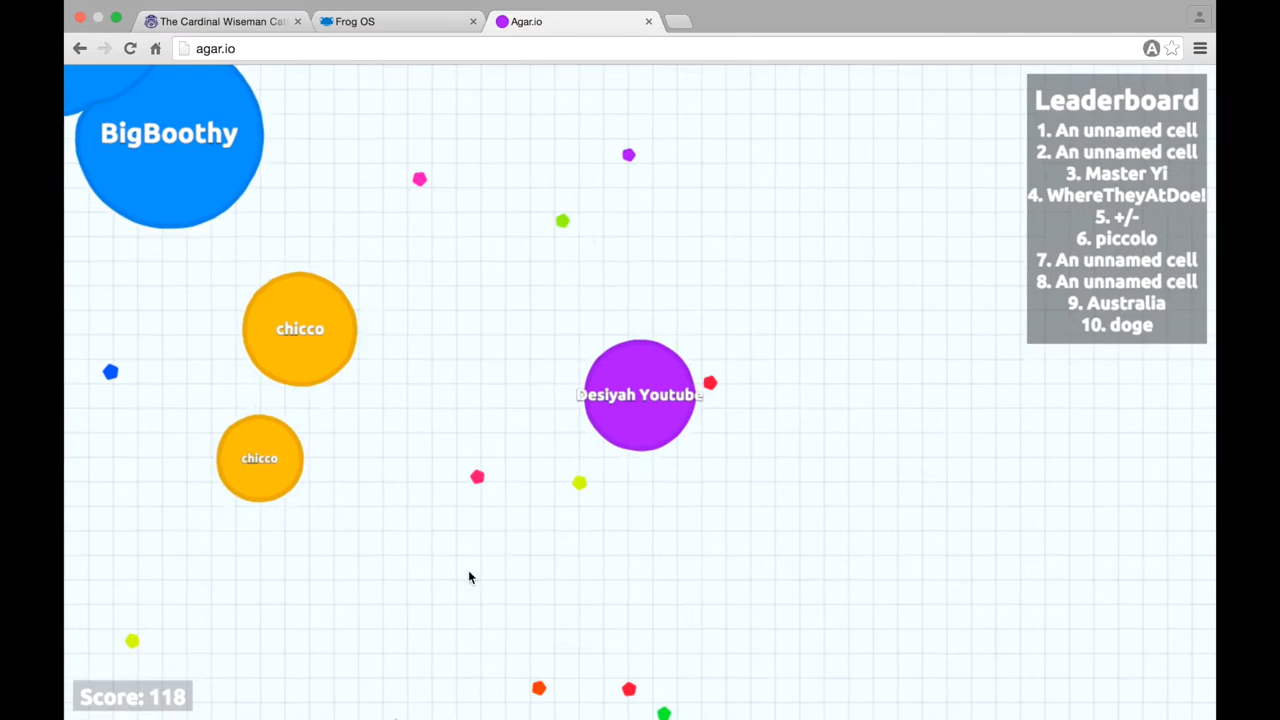 The Cardinal Wiseman Cat
Frog OS
Agar.io
agar.io
A
BigBoothy
Leaderboard
1. An unnamed cell
2. An unnamed cell
3. Master Yi
4. WhereTheyAtDoe!
5. +/-
6. piccolo
7. An unnamed cell
8. An unnamed cell
9. Australia
10. doge
chicco
Desiyah Youtube
chicco
Score: 118